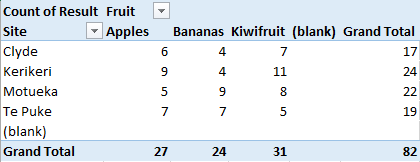 Count of Result Fruit
Site Apples Bananas Kiwifruit (blank) Grand Total
Clyde 6 4 7 17
Kerikeri 9 4 11 24
Motueka 5 9 8 22
Te Puke 7 7 5 19
(blank)
Grand Total 27 24 31 82